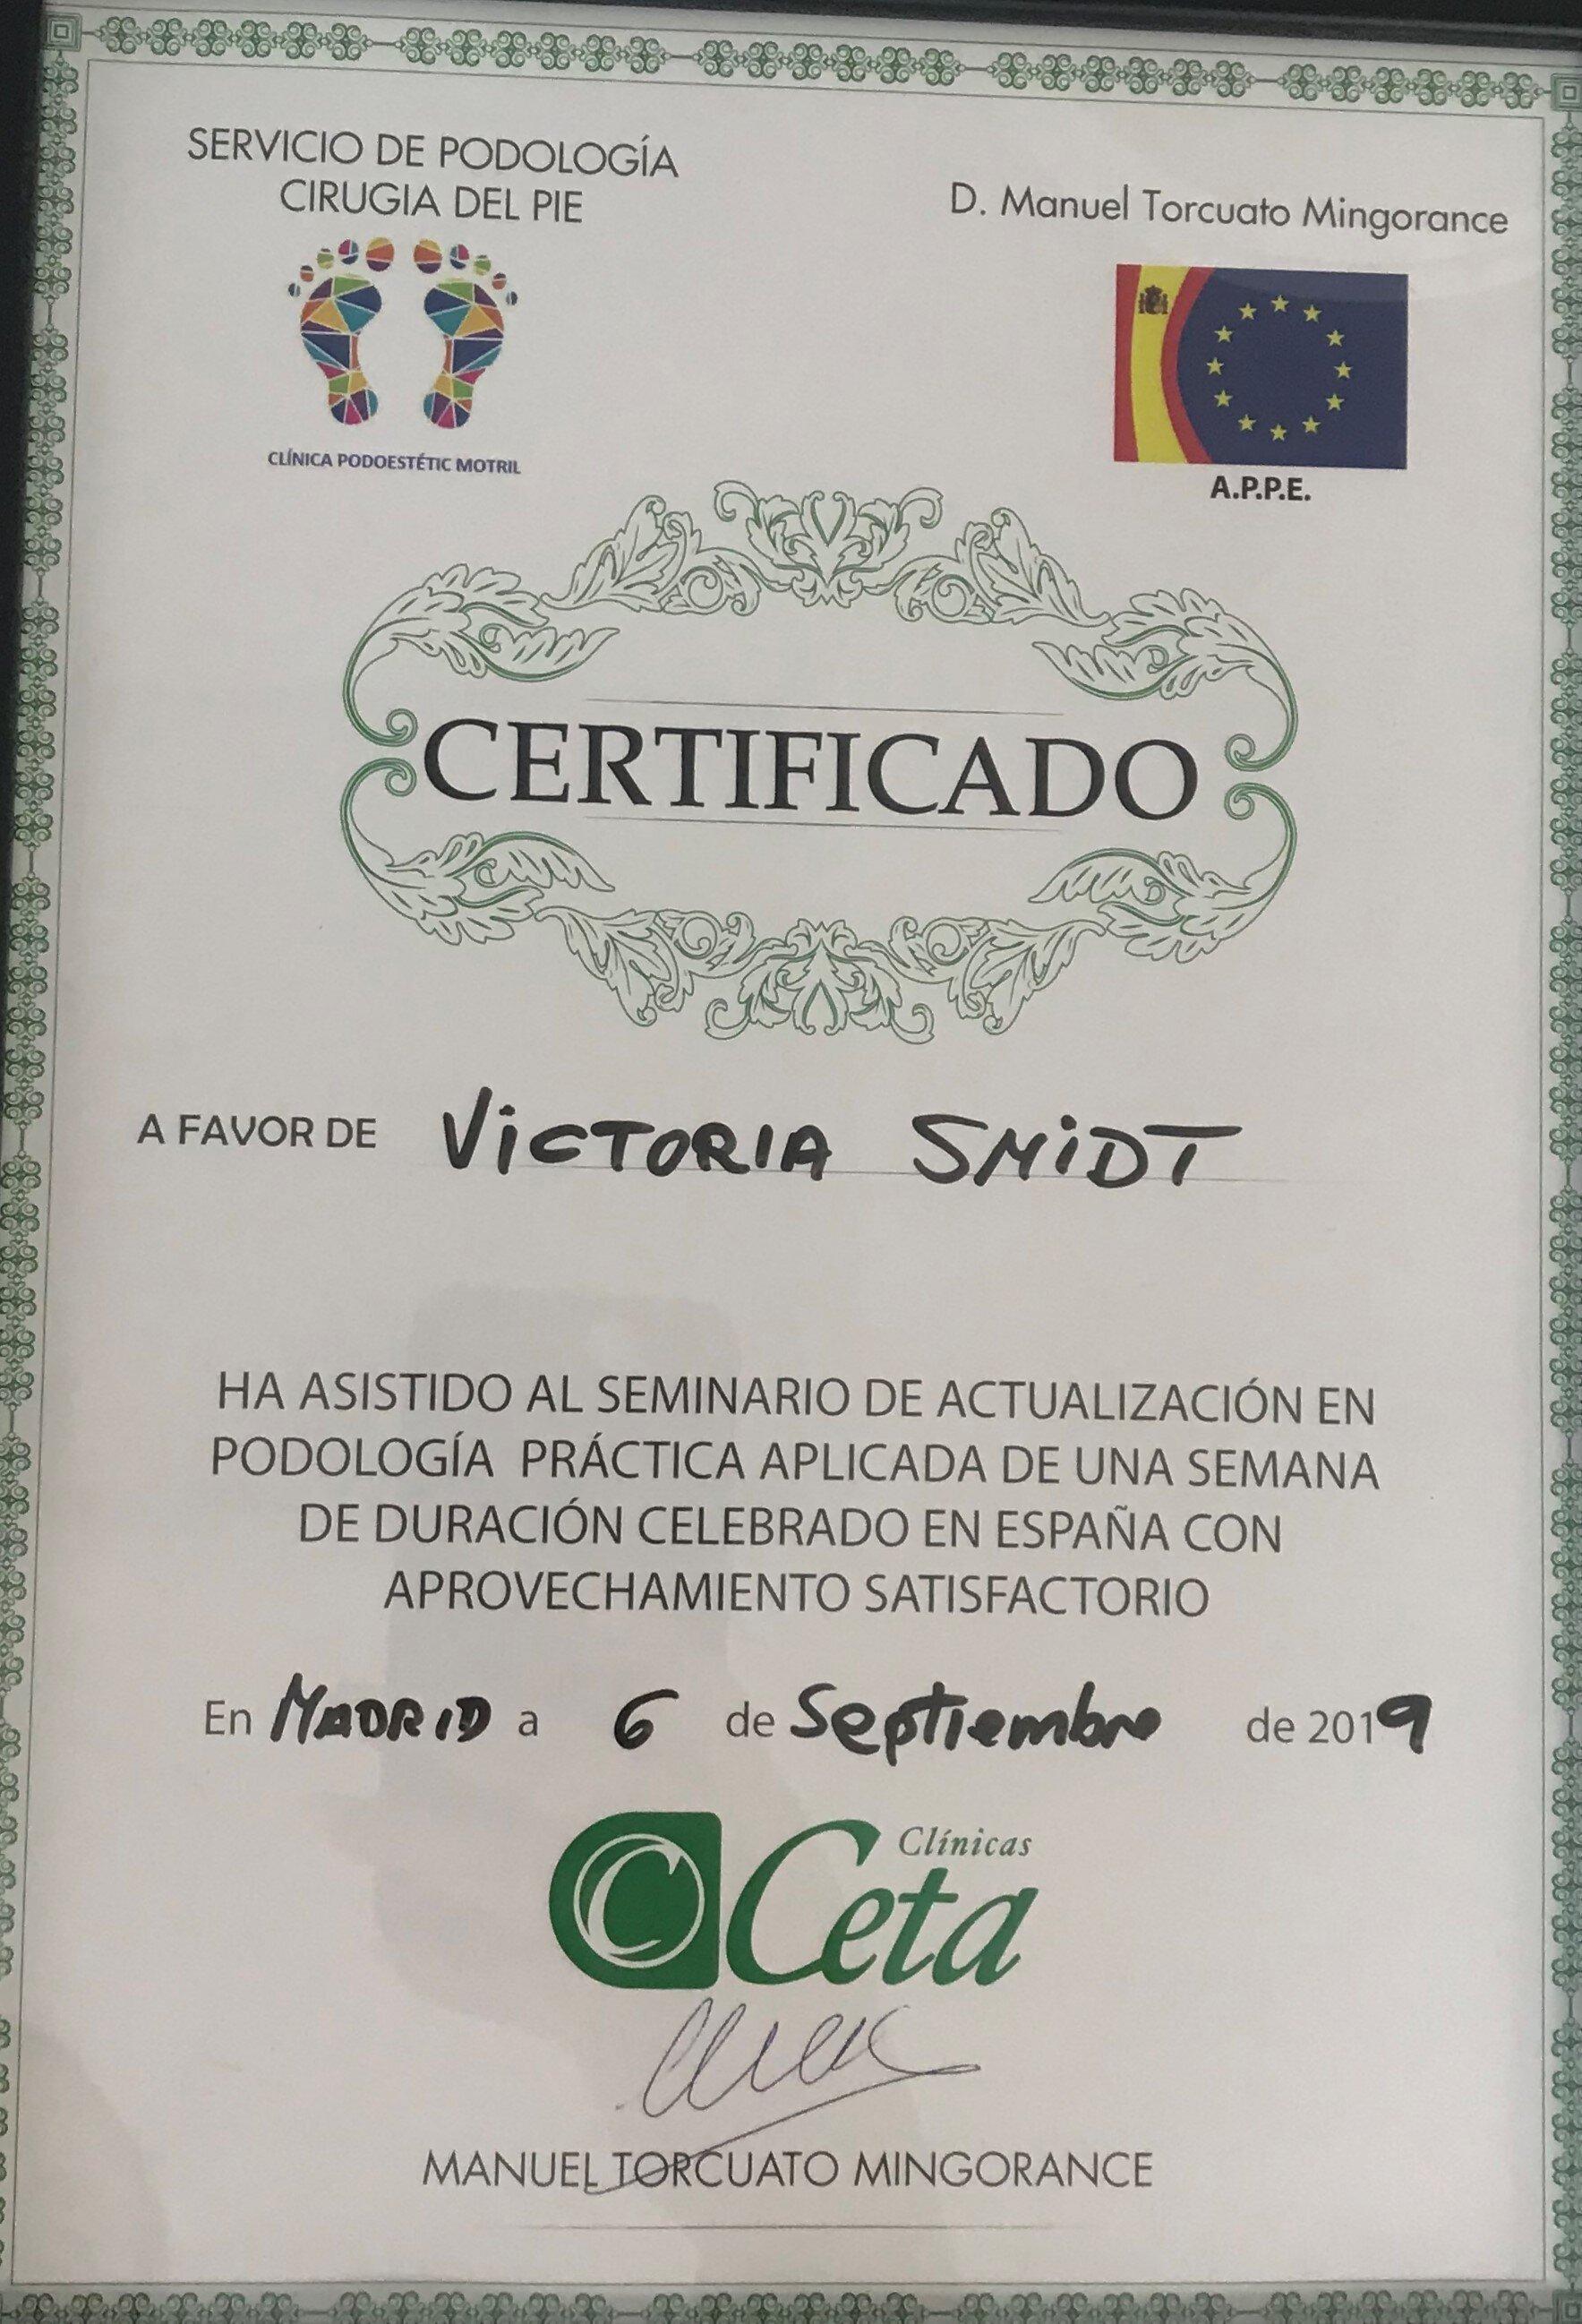 SERVICIO DE PODOLOGÍA
CIRUGIA DEL PIE
CLÍNICA PODOESTÉTIC MOTRIL
D. Manuel Torcuato Mingorance
A.P.P.E.
CERTIFICADO
A FAVOR DE VICTORIA SMIDT
HA ASISTIDO AL SEMINARIO DE ACTUALIZACIÓN EN
PODOLOGÍA PRÁCTICA APLICADA DE UNA SEMANA
DE DURACIÓN CELEBRADO EN ESPAÑA CON
APROVECHAMIENTO SATISFACTORIO
En MADRID a 6 de Septiembre de 2019
Clínicas
Ceta
MANUEL TORCUATO MINGORANCE